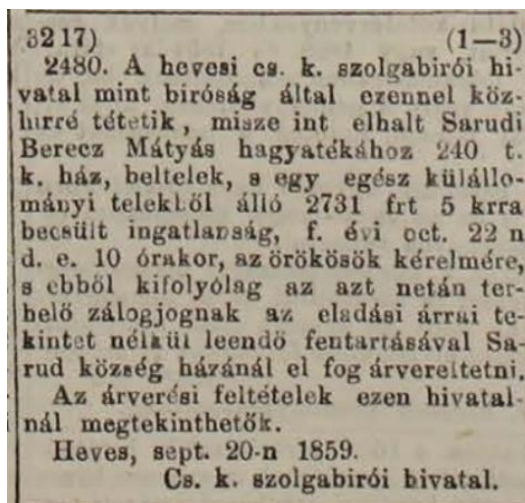 3217) (1—3)
2480. A hevesi cs. k. szolgabirói hi-
vatal mint biróság által ezennel köz-
hirré tétetik, misze int elhalt Sarudi
Berecz Mátyás hagyatékához 240 t.
k. ház, beltelek, s egy egész külállo-
mányi telekből álló 2731 frt 5 krra
becsült ingatlanság, f. évi oct. 22 n
d. e. 10 órakor, az örökösök kérelmére,
s ebből kifolyólag az azt netán ter-
helő zálogjognak az eladási árrai te-
kintet nélkül leendő fentartásával Sa-
rud község házánál el fog árvereltetni.
Az árverési feltételek ezen hivatal-
nál megtekinthetők.
Heves, sept. 20-n 1859.
Cs. k. szolgabirói hivatal.